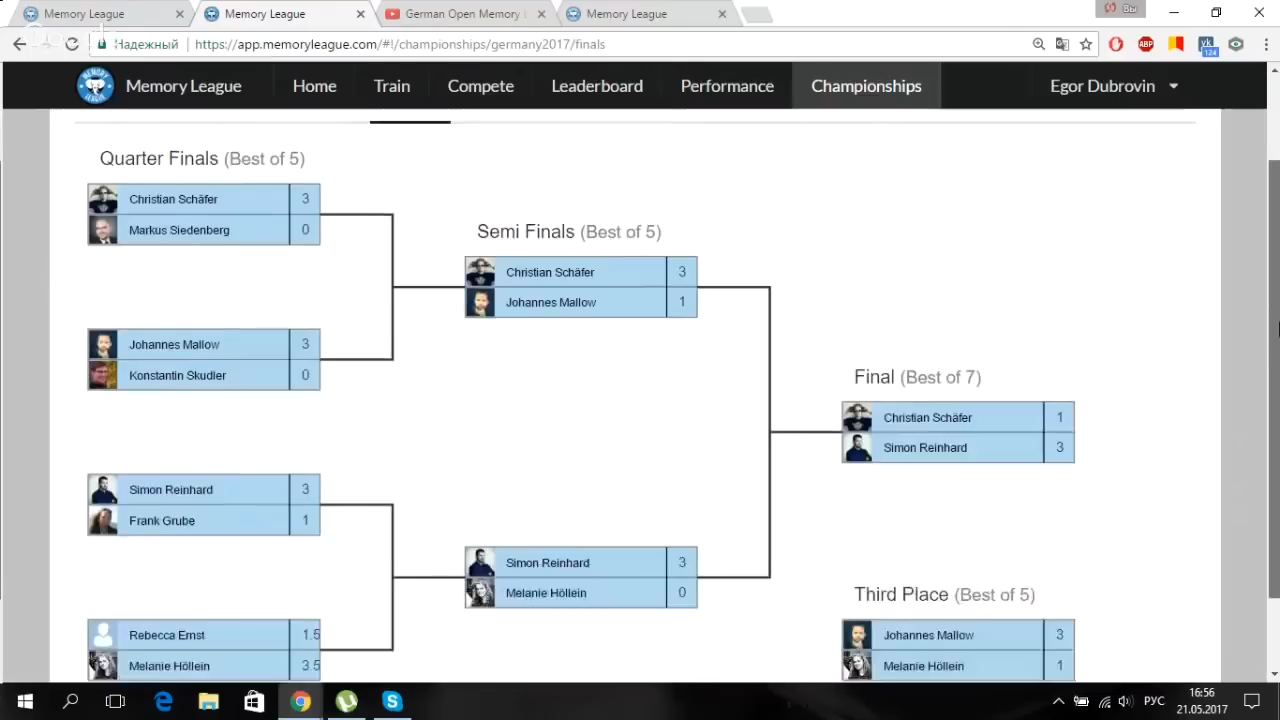 Memory League
Memory League
German Open Memory
Memory League
Вы
Надежный
https://app.memoryleague.com/#!/championships/germany2017/finals
ABP
124
Memory League
Home
Train
Compete
Leaderboard
Performance
Championships
Egor Dubrovin
Quarter Finals (Best of 5)
Christian Schäfer 3
Markus Siedenberg 0
Johannes Mallow 3
Konstantin Skudler 0
Simon Reinhard 3
Frank Grube 1
Rebecca Ernst 1.5
Melanie Höllein 3.5
Semi Finals (Best of 5)
Christian Schäfer 3
Johannes Mallow 1
Simon Reinhard 3
Melanie Höllein 0
Final (Best of 7)
Christian Schäfer 1
Simon Reinhard 3
Third Place (Best of 5)
Johannes Mallow 3
Melanie Höllein 1
РУС
16:56
21.05.2017